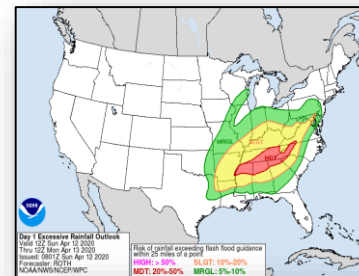 MRGL
SLGT
MDT
NOAA
Day 1 Excessive Rainfall Outlook
Valid 12Z Sun Apr 12 2020
Thru 12Z Mon Apr 13 2020
Issued: 0801Z Sun Apr 12 2020
Forecaster: ROTH
NOAA/NWS/NCEP/WPC
Risk of rainfall exceeding flash flood guidance
within 25 miles of a point
HIGH: > 50% SLGT: 10%-20%
MDT: 20%-50% MRGL: 5%-10%